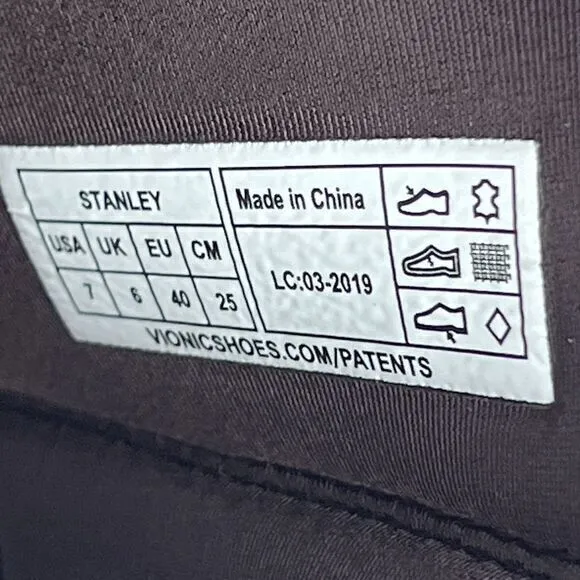 STANLEY
USA UK EU CM
7 6 40 25
Made in China
LC:03-2019
VIONICSHOES.COM/PATENTS